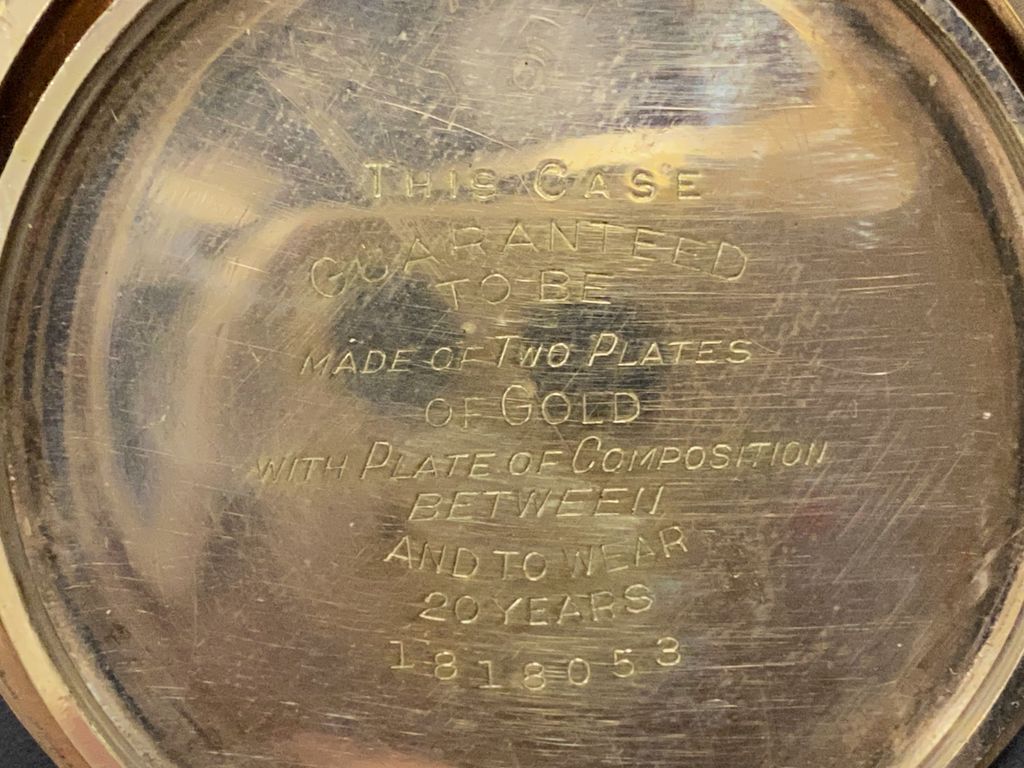 THIS CASE
GUARANTEED
TO BE
MADE OF TWO PLATES
OF GOLD
WITH PLATE OF COMPOSITION
BETWEEN
AND TO WEAR
20 YEARS
1818053